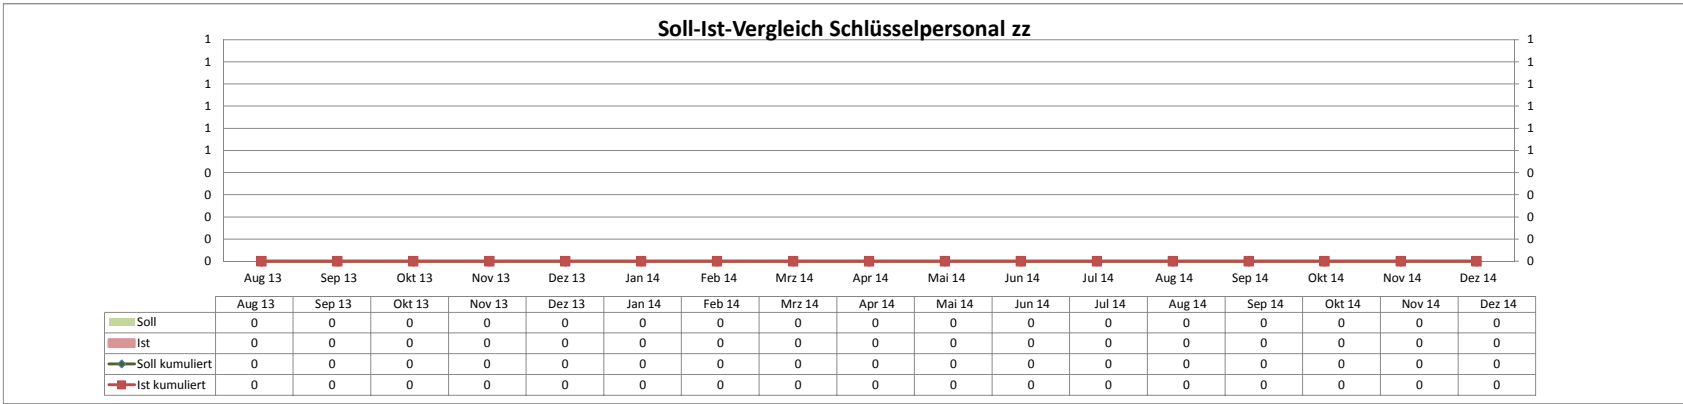 Soll-Ist-Vergleich Schlüsselpersonal zz
1 1
1 1
1 1
1 1
1 1
1 1
0 0
0 0
0 0
0 0
0 0
Aug 13 Sep 13 Okt 13 Nov 13 Dez 13 Jan 14 Feb 14 Mrz 14 Apr 14 Mai 14 Jun 14 Jul 14 Aug 14 Sep 14 Okt 14 Nov 14 Dez 14
Aug 13 Sep 13 Okt 13 Nov 13 Dez 13 Jan 14 Feb 14 Mrz 14 Apr 14 Mai 14 Jun 14 Jul 14 Aug 14 Sep 14 Okt 14 Nov 14 Dez 14
Soll 0 0 0 0 0 0 0 0 0 0 0 0 0 0 0 0 0
Ist 0 0 0 0 0 0 0 0 0 0 0 0 0 0 0 0 0
Soll kumuliert 0 0 0 0 0 0 0 0 0 0 0 0 0 0 0 0 0
Ist kumuliert 0 0 0 0 0 0 0 0 0 0 0 0 0 0 0 0 0